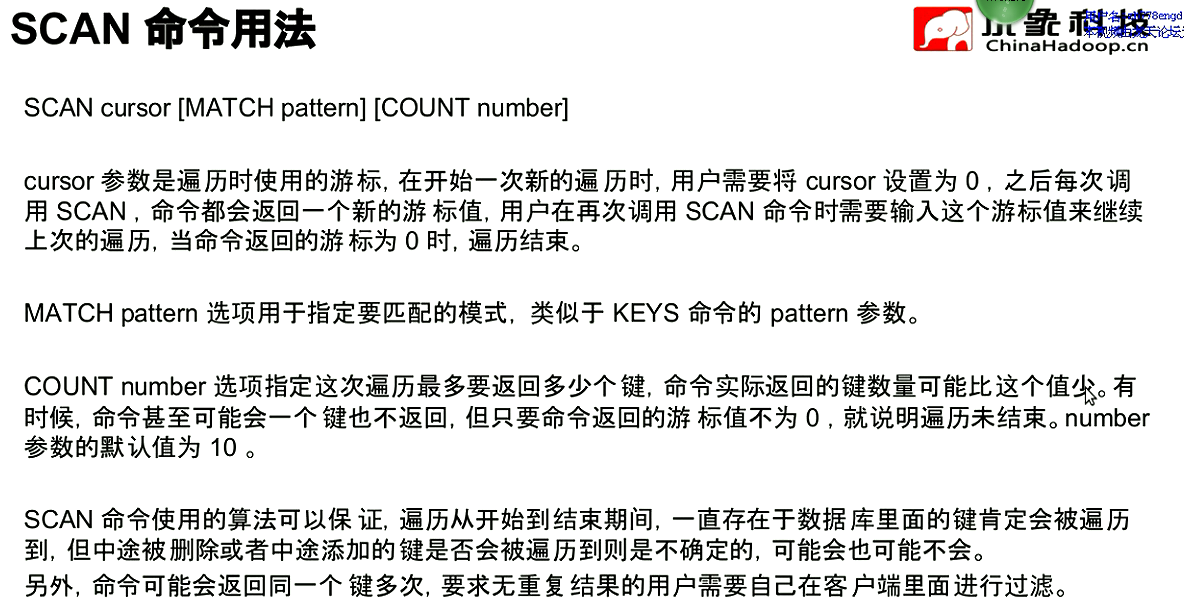 SCAN 命令用法
象科技
ChinaHadoop.cn
SCAN cursor [MATCH pattern] [COUNT number]
cursor 参数是遍历时使用的游标, 在开始一次新的遍历时, 用户需要将 cursor 设置为 0 , 之后每次调
用 SCAN , 命令都会返回一个新的游标值, 用户在再次调用 SCAN 命令时需要输入这个游标值来继续
上次的遍历, 当命令返回的游标为 0 时, 遍历结束。
MATCH pattern 选项用于指定要匹配的模式, 类似于 KEYS 命令的 pattern 参数。
COUNT number 选项指定这次遍历最多要返回多少个键, 命令实际返回的键数量可能比这个值少。有
时候, 命令甚至可能会一个键也不返回, 但只要命令返回的游标值不为 0 , 就说明遍历未结束。number
参数的默认值为 10 。
SCAN 命令使用的算法可以保证, 遍历从开始到结束期间, 一直存在于数据库里面的键肯定会被遍历
到, 但中途被删除或者中途添加的键是否会被遍历到则是不确定的, 可能会也可能不会。
另外, 命令可能会返回同一个键多次, 要求无重复结果的用户需要自己在客户端里面进行过滤。